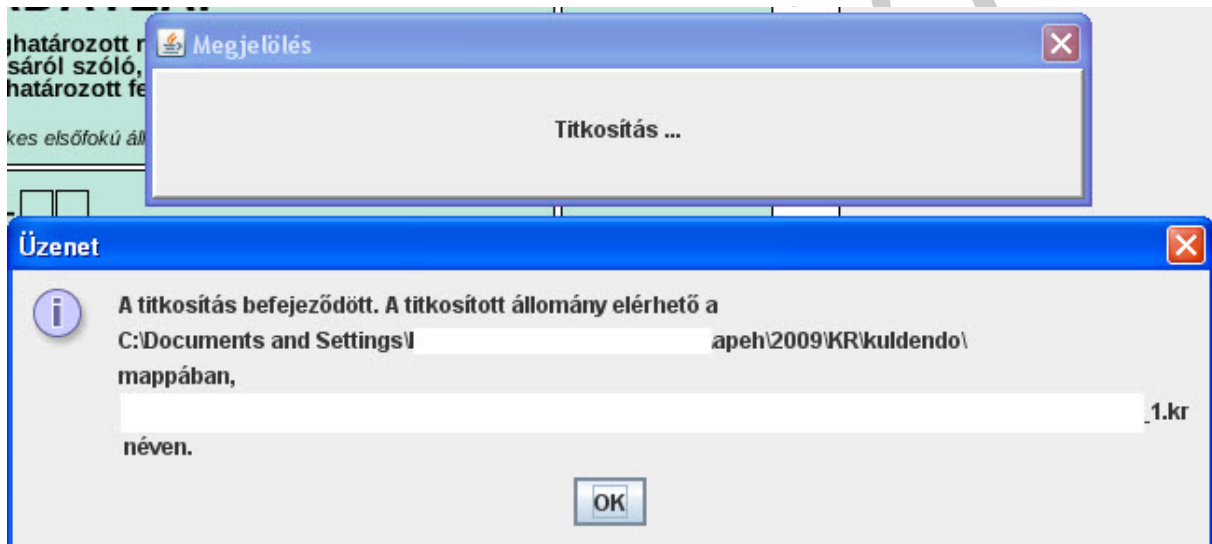 ghatározott r
sáról szóló,
határozott fe
kes elsőfokú áll
Megjelölés
Titkosítás ...
Üzenet
A titkosítás befejeződött. A titkosított állomány elérhető a
C:\Documents and Settings\ apeh\2009\KR\kuldendo\
mappában,
_1.kr
néven.
OK